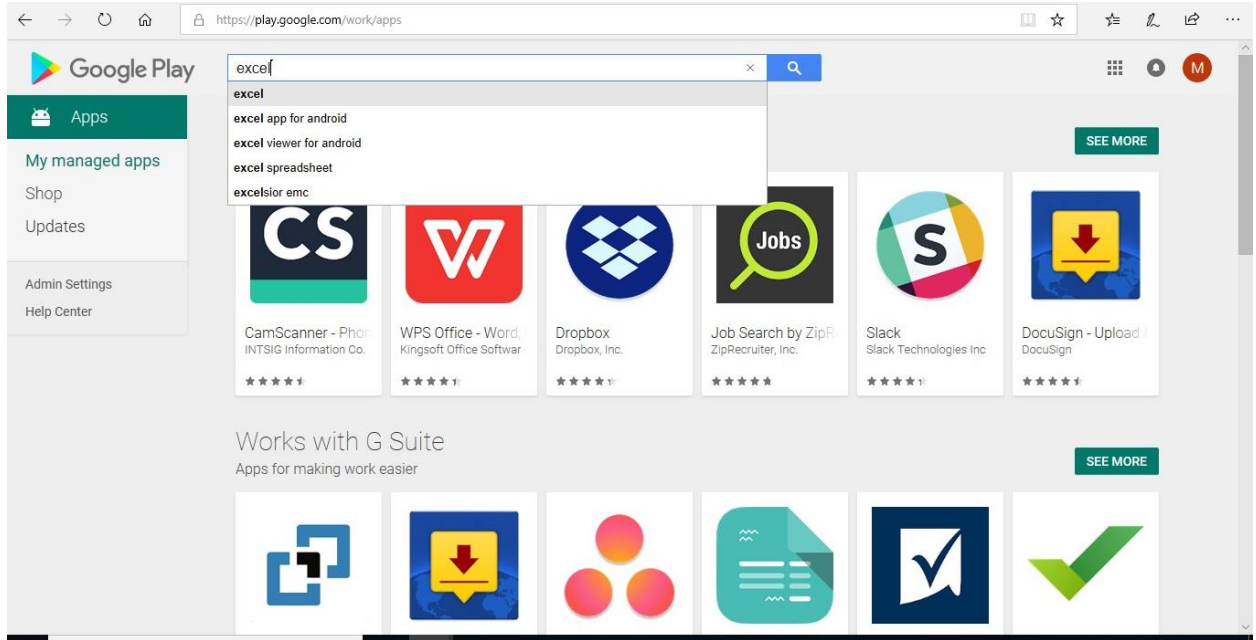 https://play.google.com/work/apps
Google Play
excel
M
excel
excel app for android
excel viewer for android
excel spreadsheet
excelsior emc
Apps
My managed apps
Shop
Updates
Admin Settings
Help Center
SEE MORE
CS
W
Jobs
S
CamScanner - Phon
INTSIG Information Co.
WPS Office - Word,
Kingsoft Office Softwar
Dropbox
Dropbox, Inc.
Job Search by ZipR
ZipRecruiter, Inc.
Slack
Slack Technologies Inc
DocuSign - Upload
DocuSign
Works with G Suite
Apps for making work easier
SEE MORE